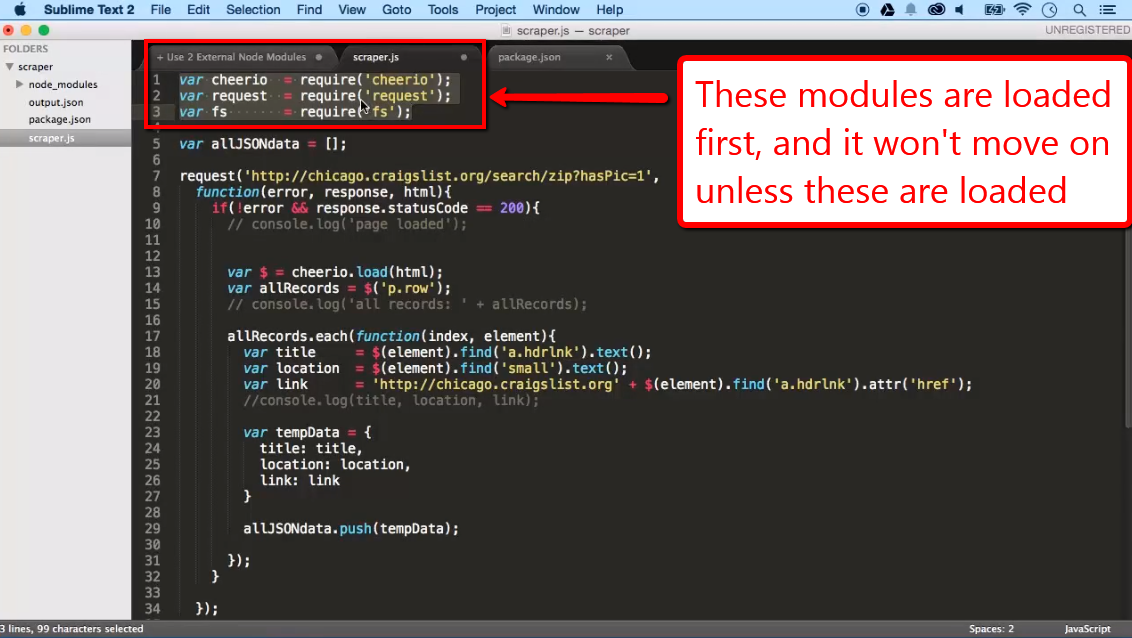 Sublime Text 2 File Edit Selection Find View Goto Tools Project Window Help
scraper.js — scraper
UNREGISTERED
FOLDERS
scraper
node_modules
output.json
package.json
scraper.js
+ Use 2 External Node Modules
scraper.js
package.json
1 var cheerio = require('cheerio');
2 var request = require('request');
3 var fs = require('fs');
4
5 var allJSONdata = [];
6
7 request('http://chicago.craigslist.org/search/zip?hasPic=1',
8 function(error, response, html){
9 if(!error && response.statusCode == 200){
10 // console.log('page loaded');
11
12
13 var $ = cheerio.load(html);
14 var allRecords = $('p.row');
15 // console.log('all records: ' + allRecords);
16
17 allRecords.each(function(index, element){
18 var title = $(element).find('a.hdrlnk').text();
19 var location = $(element).find('small').text();
20 var link = 'http://chicago.craigslist.org' + $(element).find('a.hdrlnk').attr('href');
21 //console.log(title, location, link);
22
23 var tempData = {
24 title: title,
25 location: location,
26 link: link
27 }
28
29 allJSONdata.push(tempData);
30
31 });
32 }
33
34 });
These modules are loaded
first, and it won't move on
unless these are loaded
3 lines, 99 characters selected
Spaces: 2
JavaScript